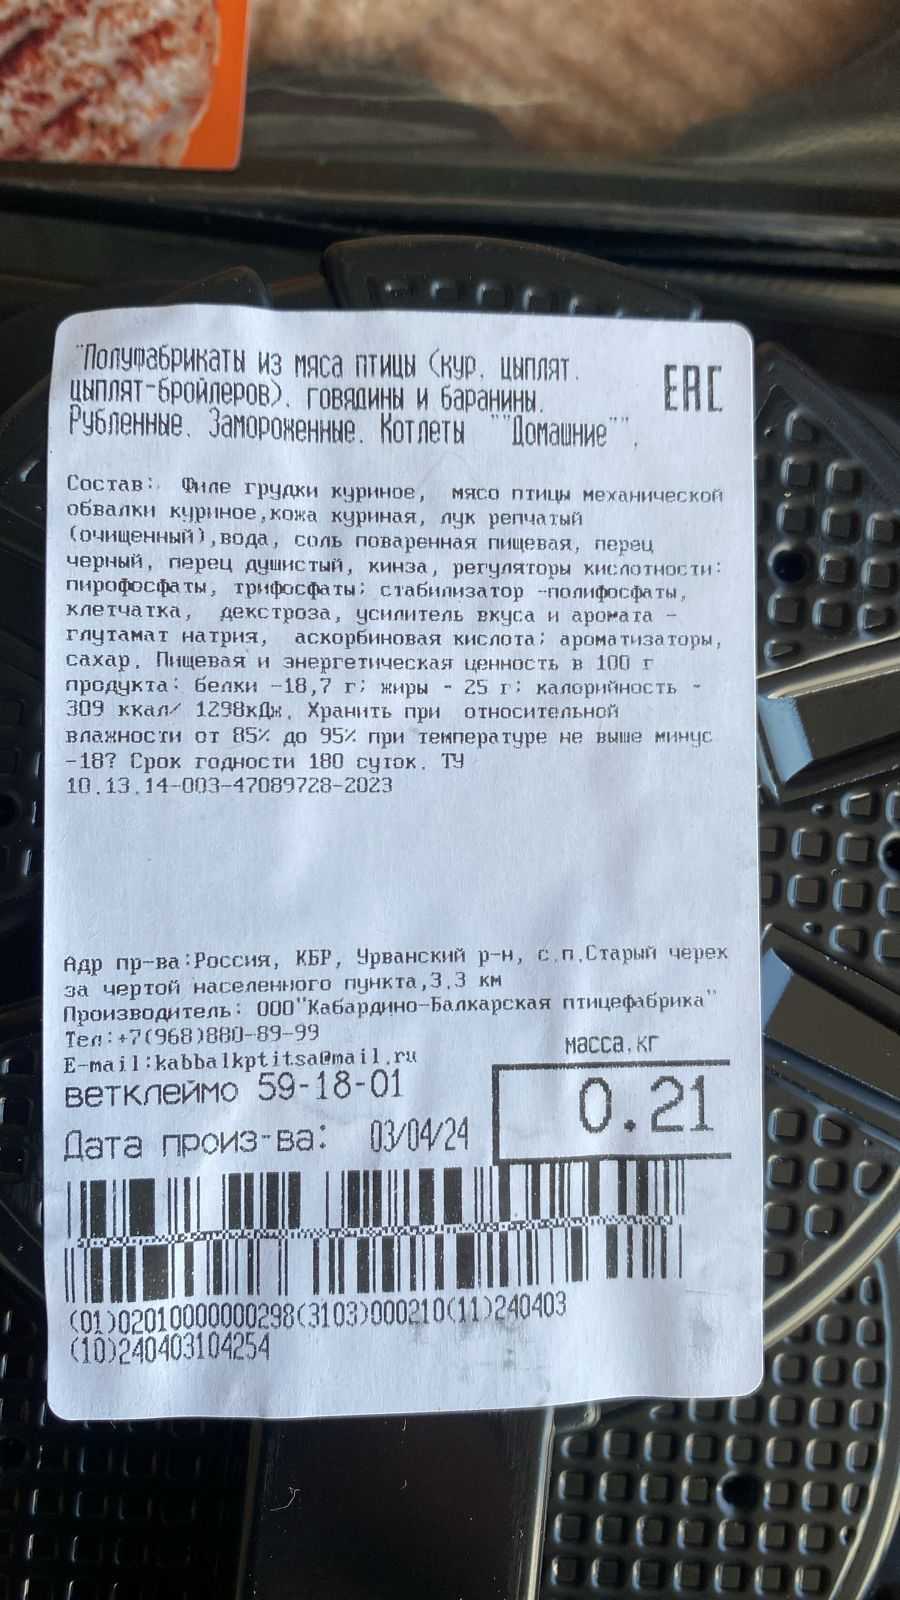 "Полуфабрикаты из мяса птицы (кур, цыплят,
цыплят-бройлеров), говядины и баранины.
Рубленные. Замороженные. Котлеты ""Домашние"",
EAC
Состав: Филе грудки куриное, мясо птицы механической
обвалки куриное,кожа куриная, лук репчатый
(очищенный),вода, соль поваренная пищевая, перец
черный, перец душистый, кинза, регуляторы кислотности:
пирофосфаты, трифосфаты; стабилизатор -полифосфаты,
клетчатка, декстроза, усилитель вкуса и аромата -
глутамат натрия, аскорбиновая кислота; ароматизаторы,
сахар. Пищевая и энергетическая ценность в 100 г
продукта: белки -18,7 г; жиры - 25 г; калорийность -
309 ккал/ 1298кДж. Хранить при относительной
влажности от 85% до 95% при температуре не выше минус
-18? Срок годности 180 суток. ТУ
10.13.14-003-47089728-2023
Адр пр-ва:Россия, КБР, Урванский р-н, с.п.Старый черек
за чертой населенного пункта,3.3 км
Производитель: ООО"Кабардино-Балкарская птицефабрика"
Тел:+7(968)880-89-99
E-mail:kabbalkptitsa@mail.ru
масса,кг
ветклеймо 59-18-01
0.21
Дата произ-ва: 03/04/24
(01)02010000000298(3103)000210(11)240403
(10)240403104254